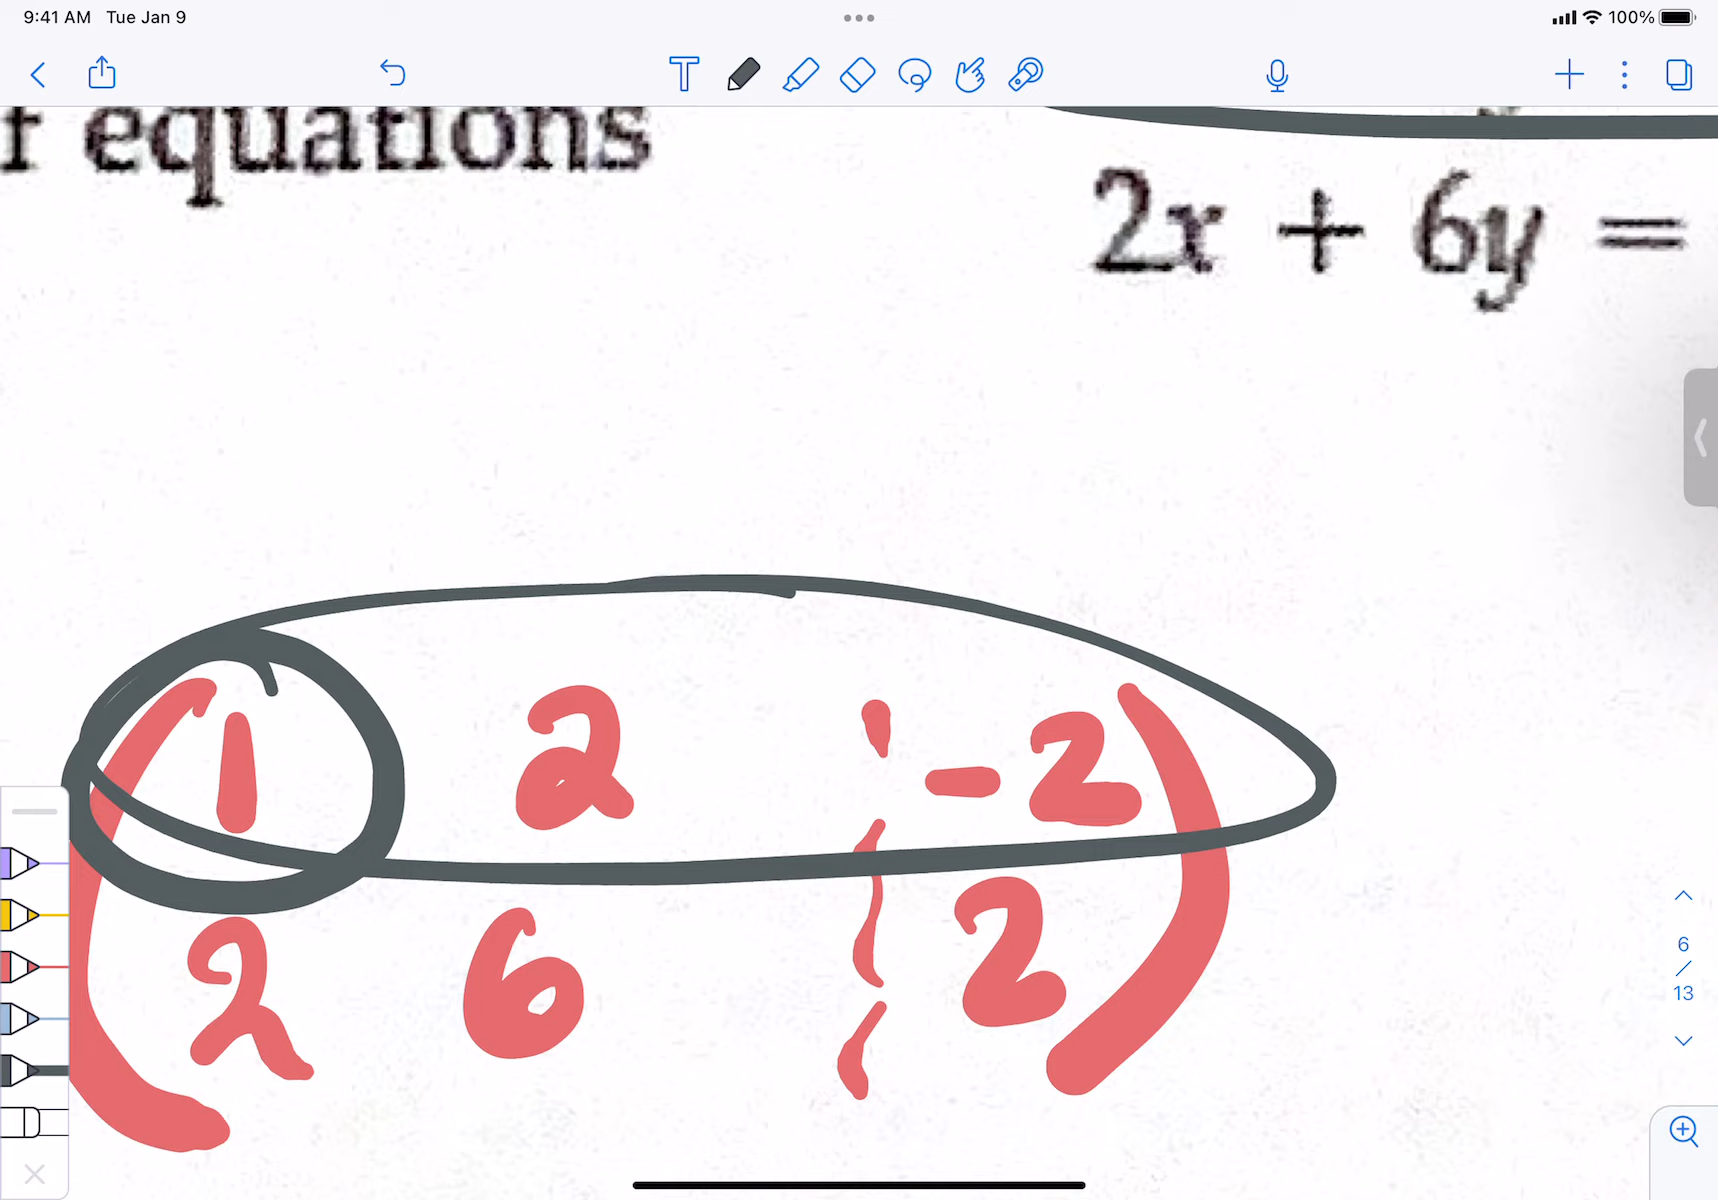 9:41 AM Tue Jan 9
100%
equations
2x + 6y =
1 2 -2
2 6 2
6
/
13